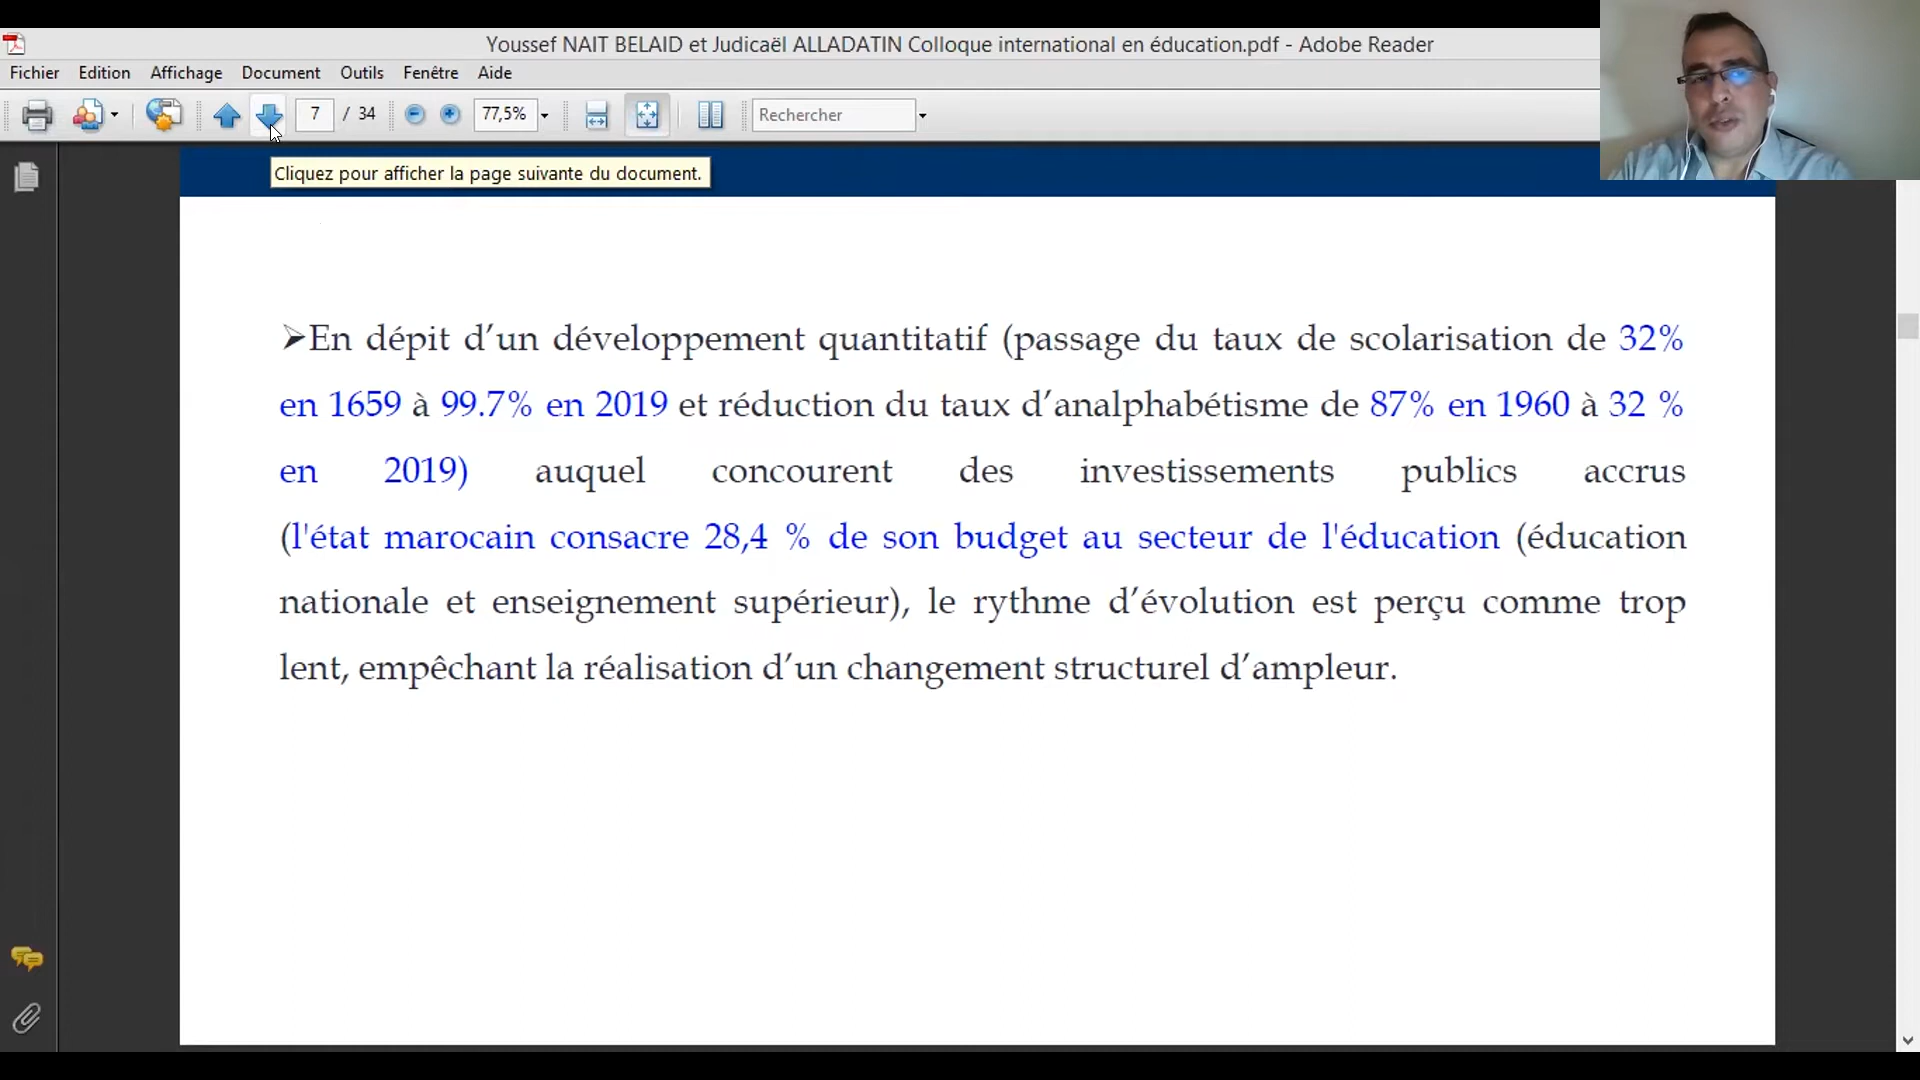 Youssef NAIT BELAID et Judicaël ALLADATIN Colloque international en éducation.pdf - Adobe Reader
Fichier Edition Affichage Document Outils Fenêtre Aide
7 / 34 77,5% Rechercher
Cliquez pour afficher la page suivante du document.
➢En dépit d’un développement quantitatif (passage du taux de scolarisation de 32%
en 1659 à 99.7% en 2019 et réduction du taux d’analphabétisme de 87% en 1960 à 32 %
en 2019) auquel concourent des investissements publics accrus
(l'état marocain consacre 28,4 % de son budget au secteur de l'éducation (éducation
nationale et enseignement supérieur), le rythme d’évolution est perçu comme trop
lent, empêchant la réalisation d’un changement structurel d’ampleur.